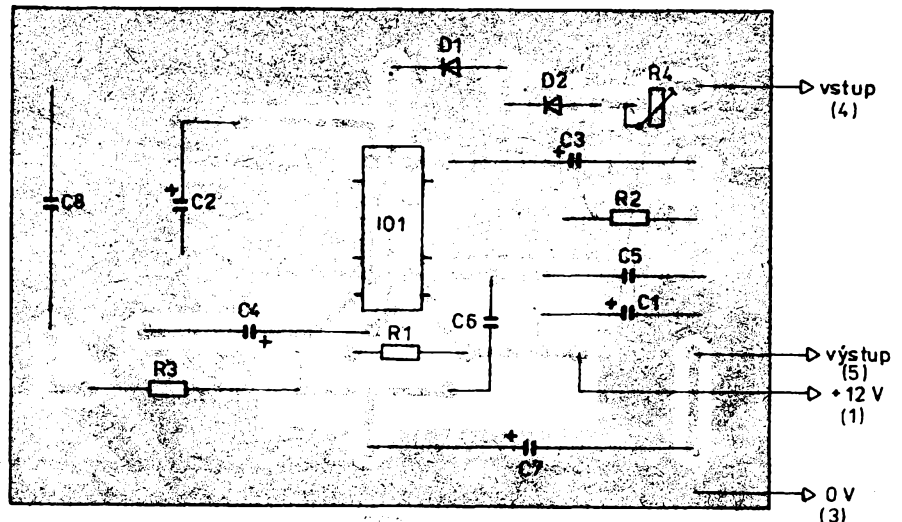 D1
D2
R4
vstup
(4)
C3
+
C8
+
C2
IO1
R2
C5
+
C1
C4
+
R1
C6
výstup
(5)
+12 V
(1)
R3
+
C7
0 V
(3)